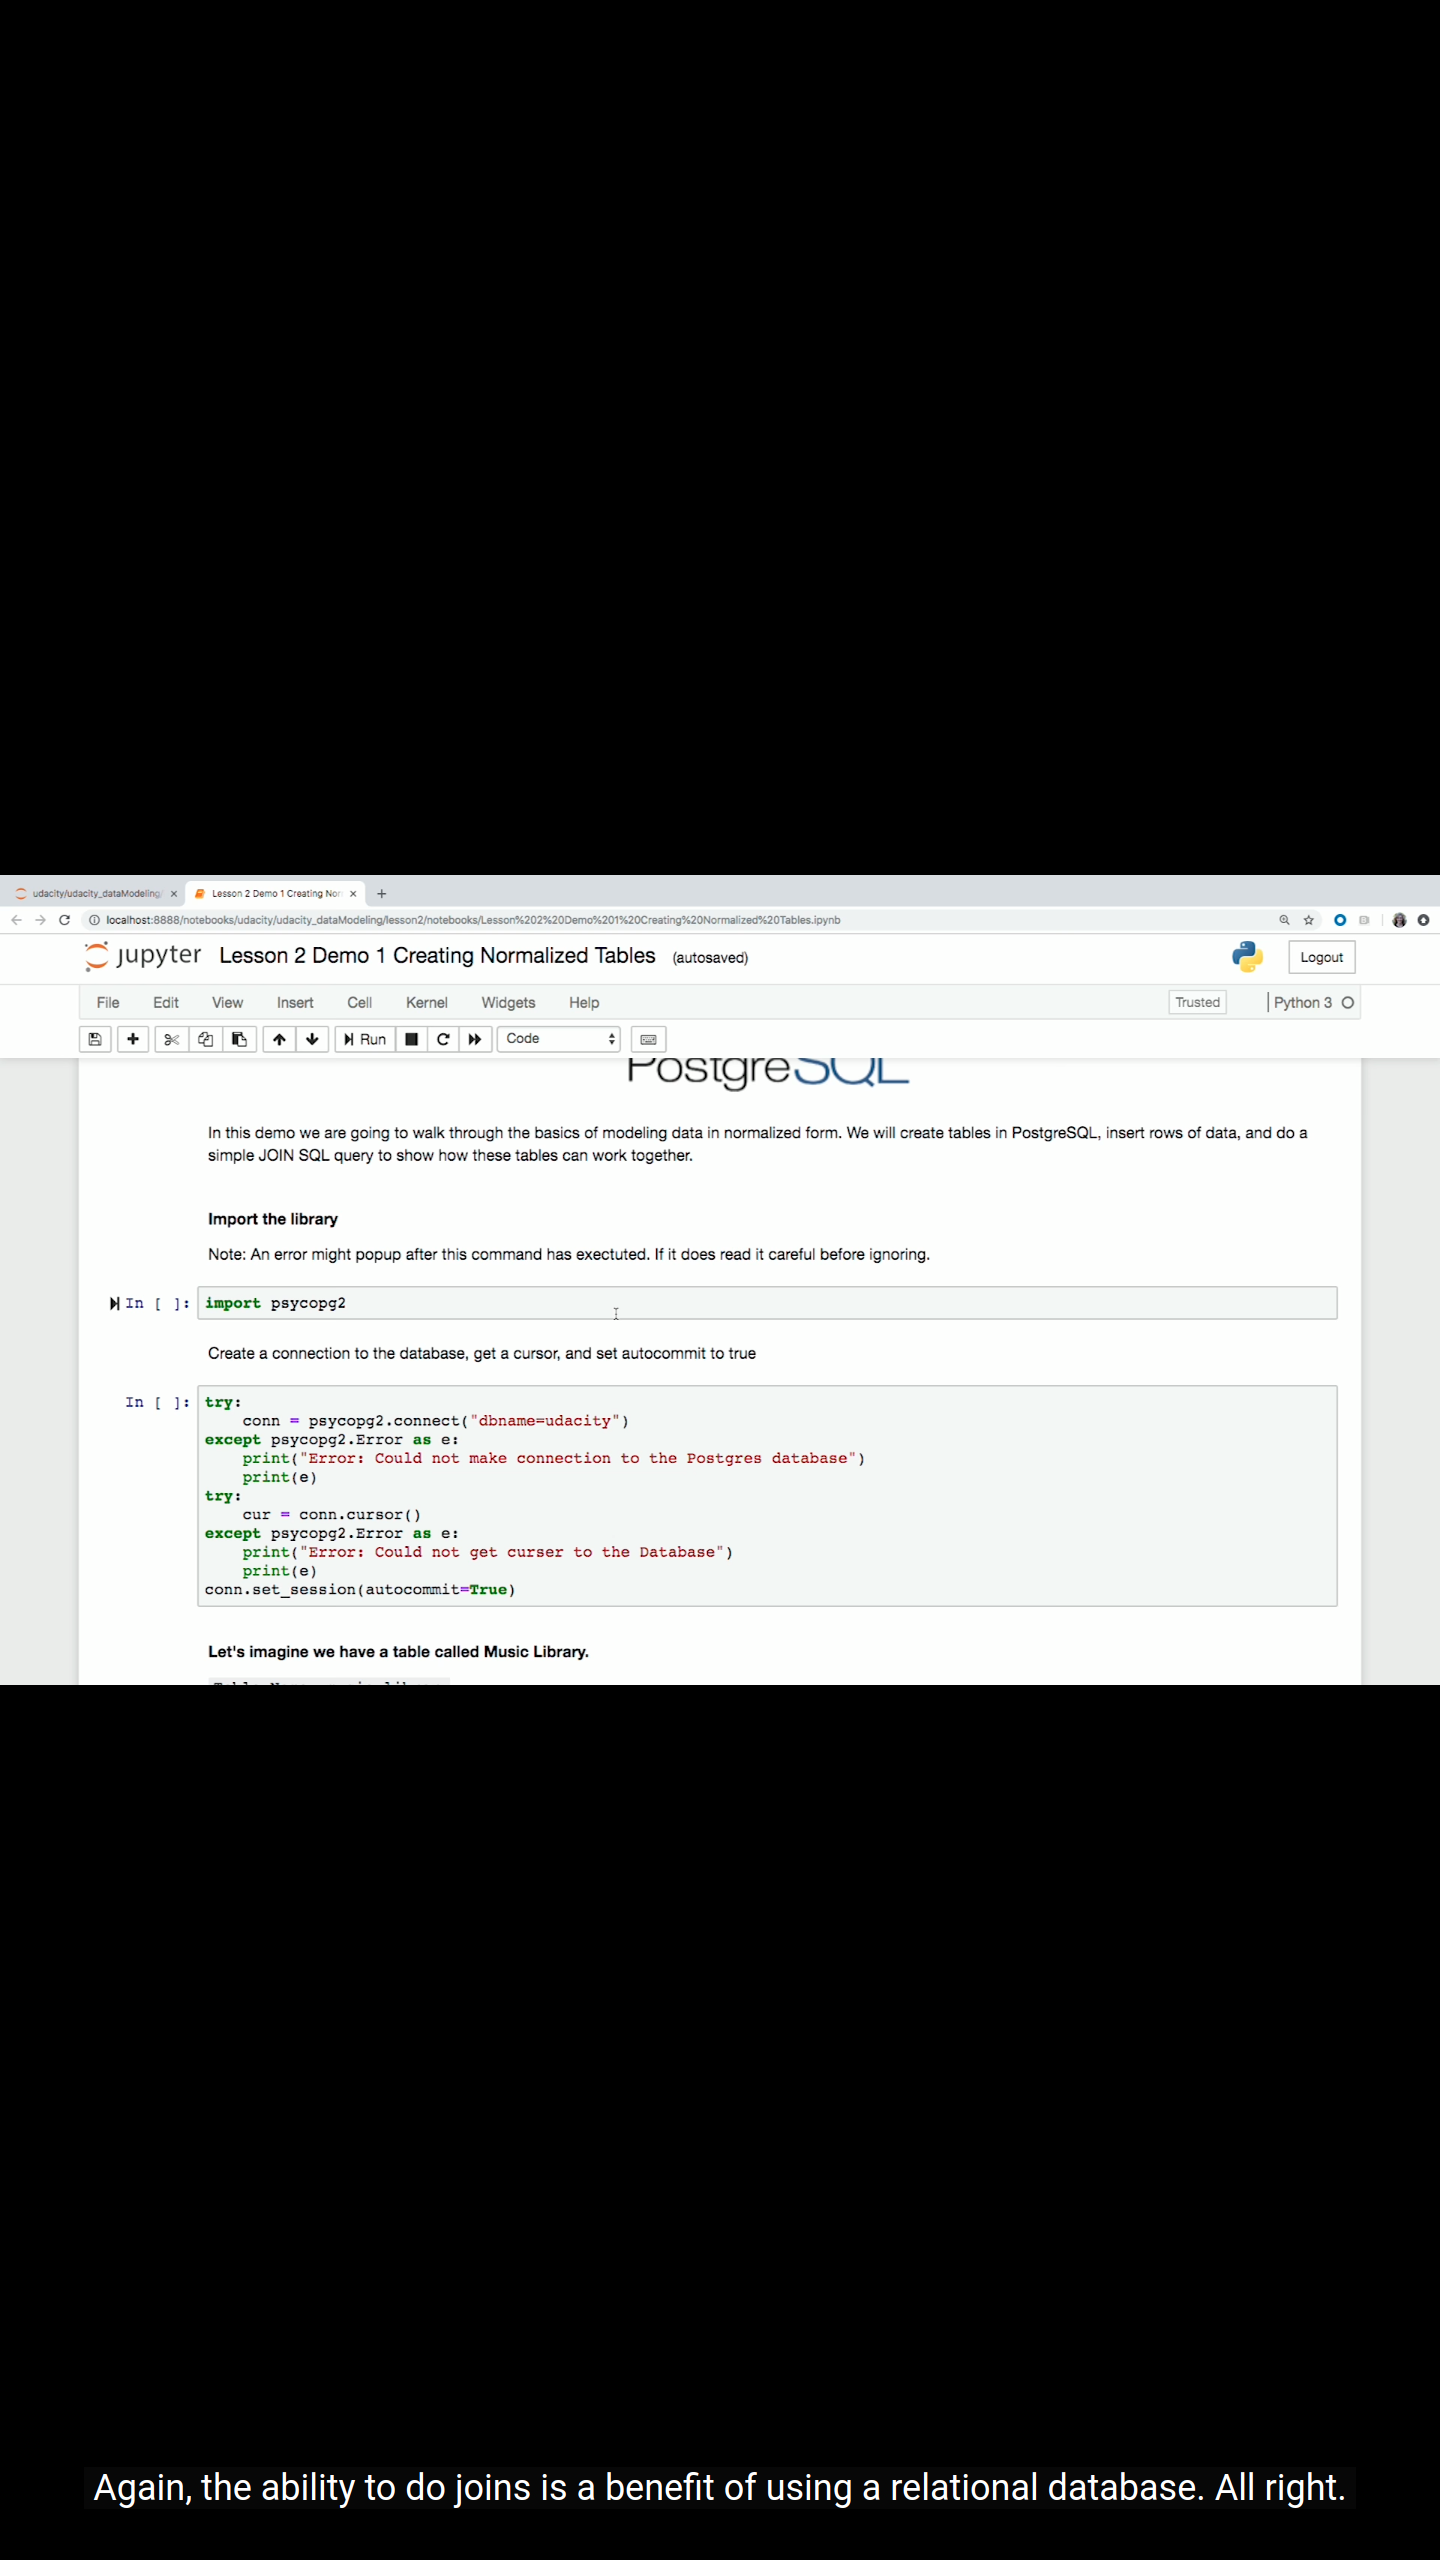 udacity/udacity_dataModeling/
Lesson 2 Demo 1 Creating Nor
localhost:8888/notebooks/udacity/udacity_dataModeling/lesson2/notebooks/Lesson%202%20Demo%201%20Creating%20Normalized%20Tables.ipynb
jupyter Lesson 2 Demo 1 Creating Normalized Tables (autosaved)
Logout
File Edit View Insert Cell Kernel Widgets Help
Trusted
Python 3
Run
Code
PostgreSQL
In this demo we are going to walk through the basics of modeling data in normalized form. We will create tables in PostgreSQL, insert rows of data, and do a
simple JOIN SQL query to show how these tables can work together.
Import the library
Note: An error might popup after this command has exectuted. If it does read it careful before ignoring.
In [ ]: import psycopg2
Create a connection to the database, get a cursor, and set autocommit to true
In [ ]: try:
    conn = psycopg2.connect("dbname=udacity")
except psycopg2.Error as e:
    print("Error: Could not make connection to the Postgres database")
    print(e)
try:
    cur = conn.cursor()
except psycopg2.Error as e:
    print("Error: Could not get curser to the Database")
    print(e)
conn.set_session(autocommit=True)
Let's imagine we have a table called Music Library.
Again, the ability to do joins is a benefit of using a relational database. All right.